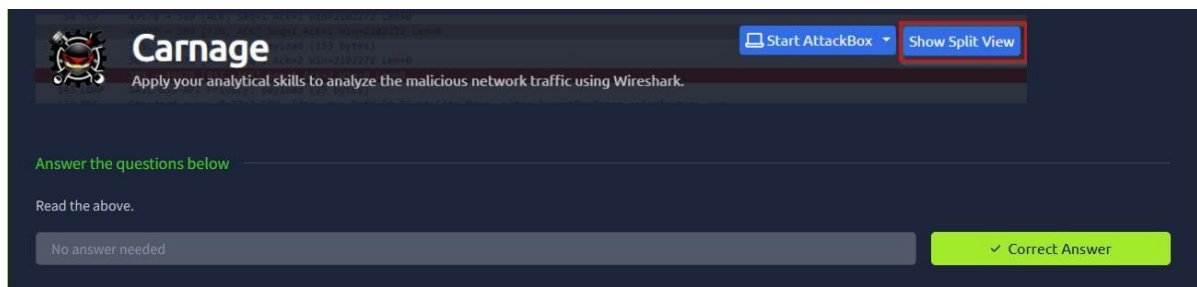 Carnage
Start AttackBox
Show Split View
Apply your analytical skills to analyze the malicious network traffic using Wireshark.
Answer the questions below
Read the above.
No answer needed
✓ Correct Answer